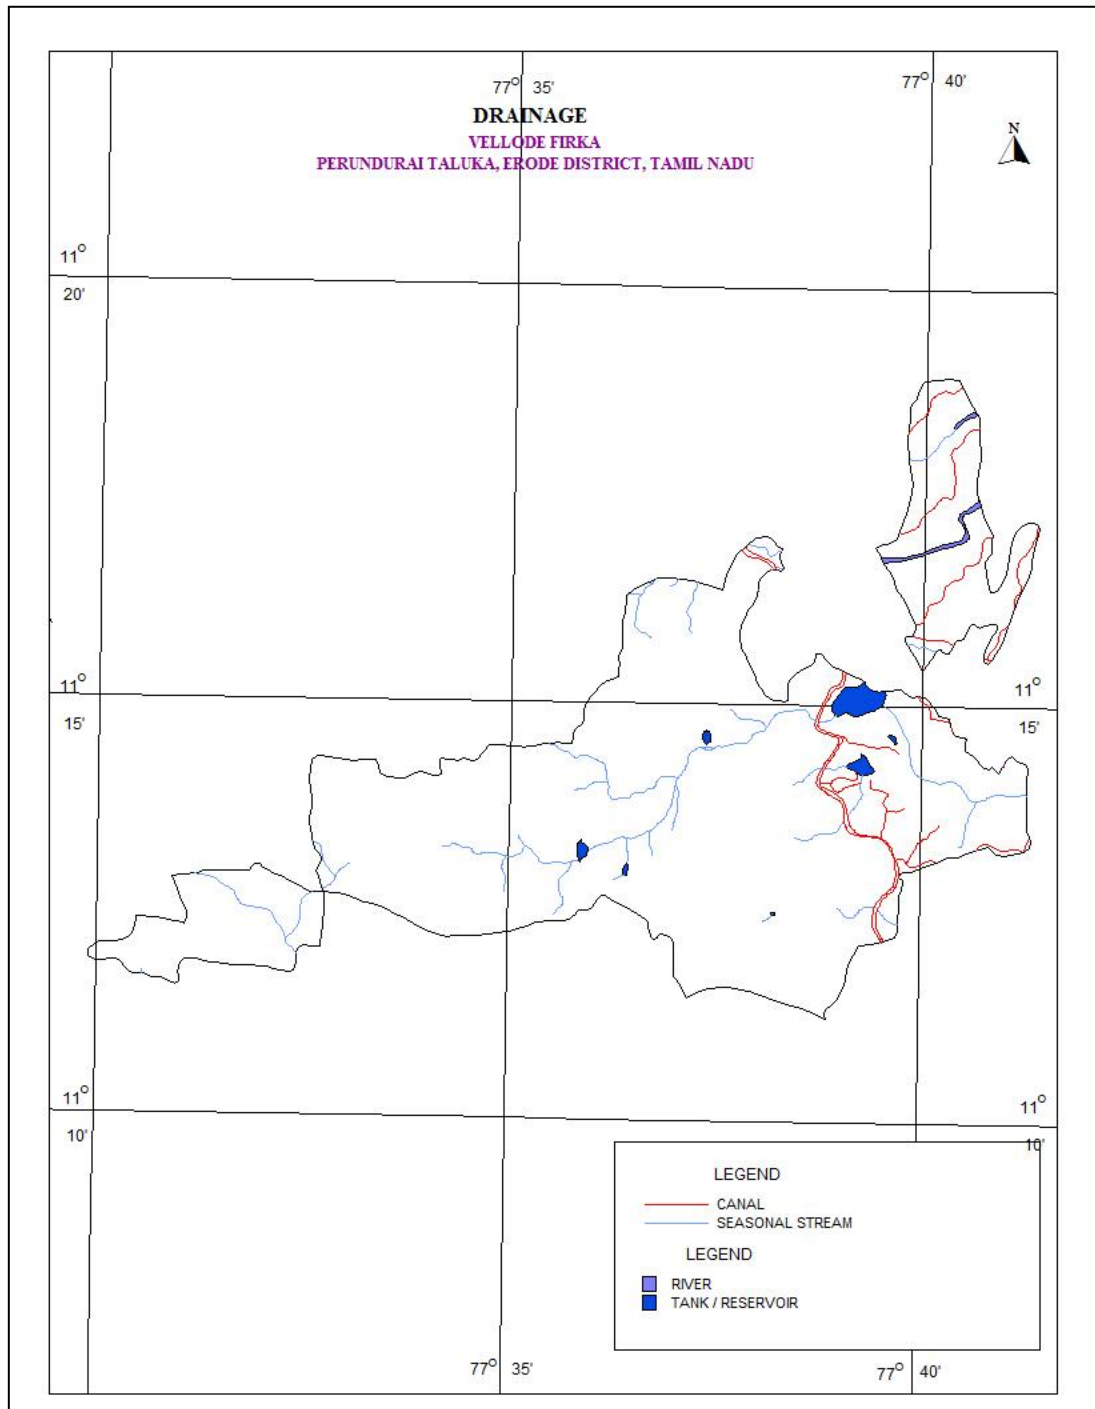 77° 35'
77° 40'
DRAINAGE
VELLODE FIRKA
PERUNDURAI TALUKA, ERODE DISTRICT, TAMIL NADU
N
11°
20'
11°
15'
11°
15'
11°
10'
11°
10'
LEGEND
CANAL
SEASONAL STREAM
LEGEND
RIVER
TANK / RESERVOIR
77° 35'
77° 40'